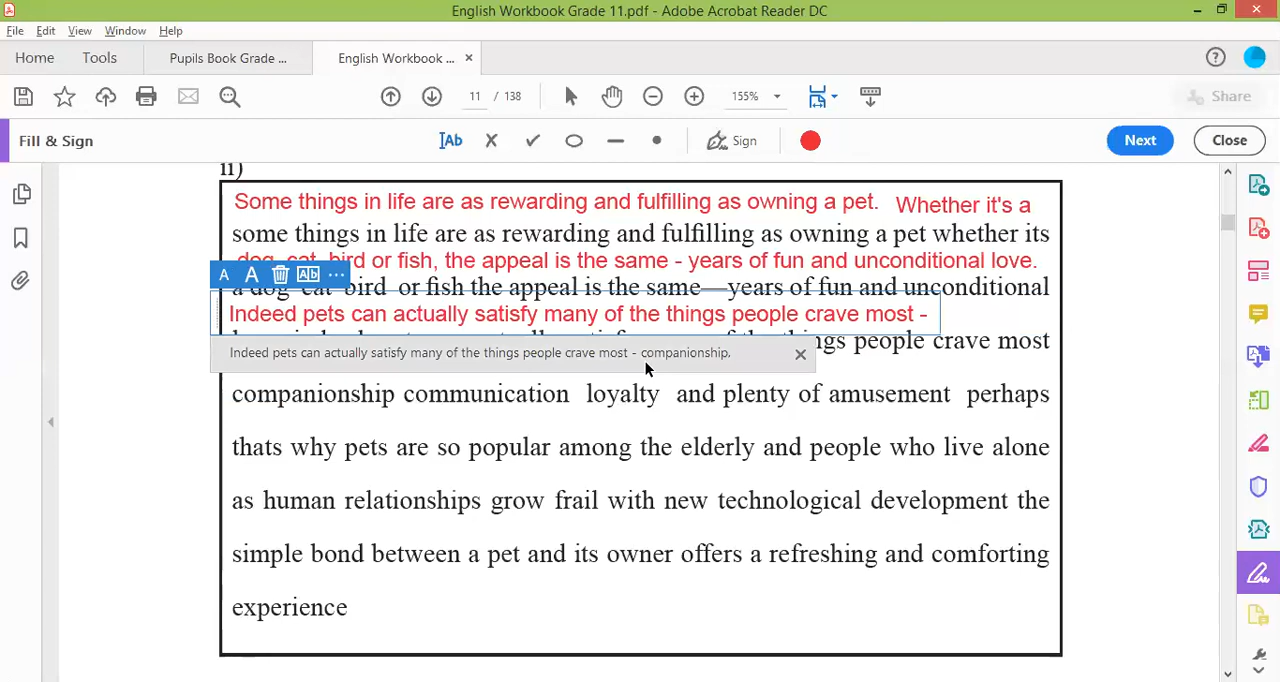 English Workbook Grade 11.pdf - Adobe Acrobat Reader DC
File Edit View Window Help
Home Tools Pupils Book Grade ... English Workbook ... ×
11 / 138 155% Share
Fill & Sign Ab Sign Next Close
ii)
Some things in life are as rewarding and fulfilling as owning a pet. Whether it's a
some things in life are as rewarding and fulfilling as owning a pet whether its
dog, cat, bird or fish, the appeal is the same - years of fun and unconditional love.
A A Ab ...
a dog cat bird or fish the appeal is the same—years of fun and unconditional
Indeed pets can actually satisfy many of the things people crave most -
of the things people crave most
Indeed pets can actually satisfy many of the things people crave most - companionship.
companionship communication loyalty and plenty of amusement perhaps
thats why pets are so popular among the elderly and people who live alone
as human relationships grow frail with new technological development the
simple bond between a pet and its owner offers a refreshing and comforting
experience